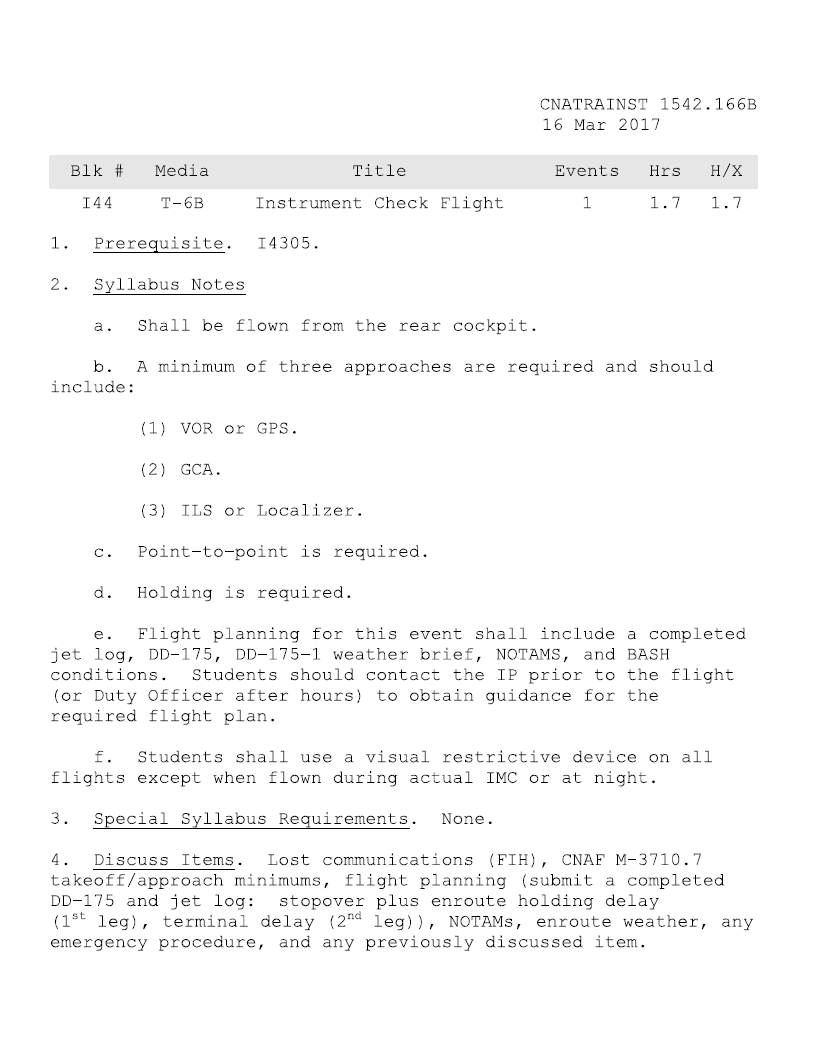 CNATRAINST 1542.166B
16 Mar 2017
Blk # Media Title Events Hrs H/X
I44 T-6B Instrument Check Flight 1 1.7 1.7
1. Prerequisite. I4305.
2. Syllabus Notes
a. Shall be flown from the rear cockpit.
b. A minimum of three approaches are required and should
include:
(1) VOR or GPS.
(2) GCA.
(3) ILS or Localizer.
c. Point-to-point is required.
d. Holding is required.
e. Flight planning for this event shall include a completed
jet log, DD-175, DD-175-1 weather brief, NOTAMS, and BASH
conditions. Students should contact the IP prior to the flight
(or Duty Officer after hours) to obtain guidance for the
required flight plan.
f. Students shall use a visual restrictive device on all
flights except when flown during actual IMC or at night.
3. Special Syllabus Requirements. None.
4. Discuss Items. Lost communications (FIH), CNAF M-3710.7
takeoff/approach minimums, flight planning (submit a completed
DD-175 and jet log: stopover plus enroute holding delay
(1st leg), terminal delay (2nd leg)), NOTAMs, enroute weather, any
emergency procedure, and any previously discussed item.